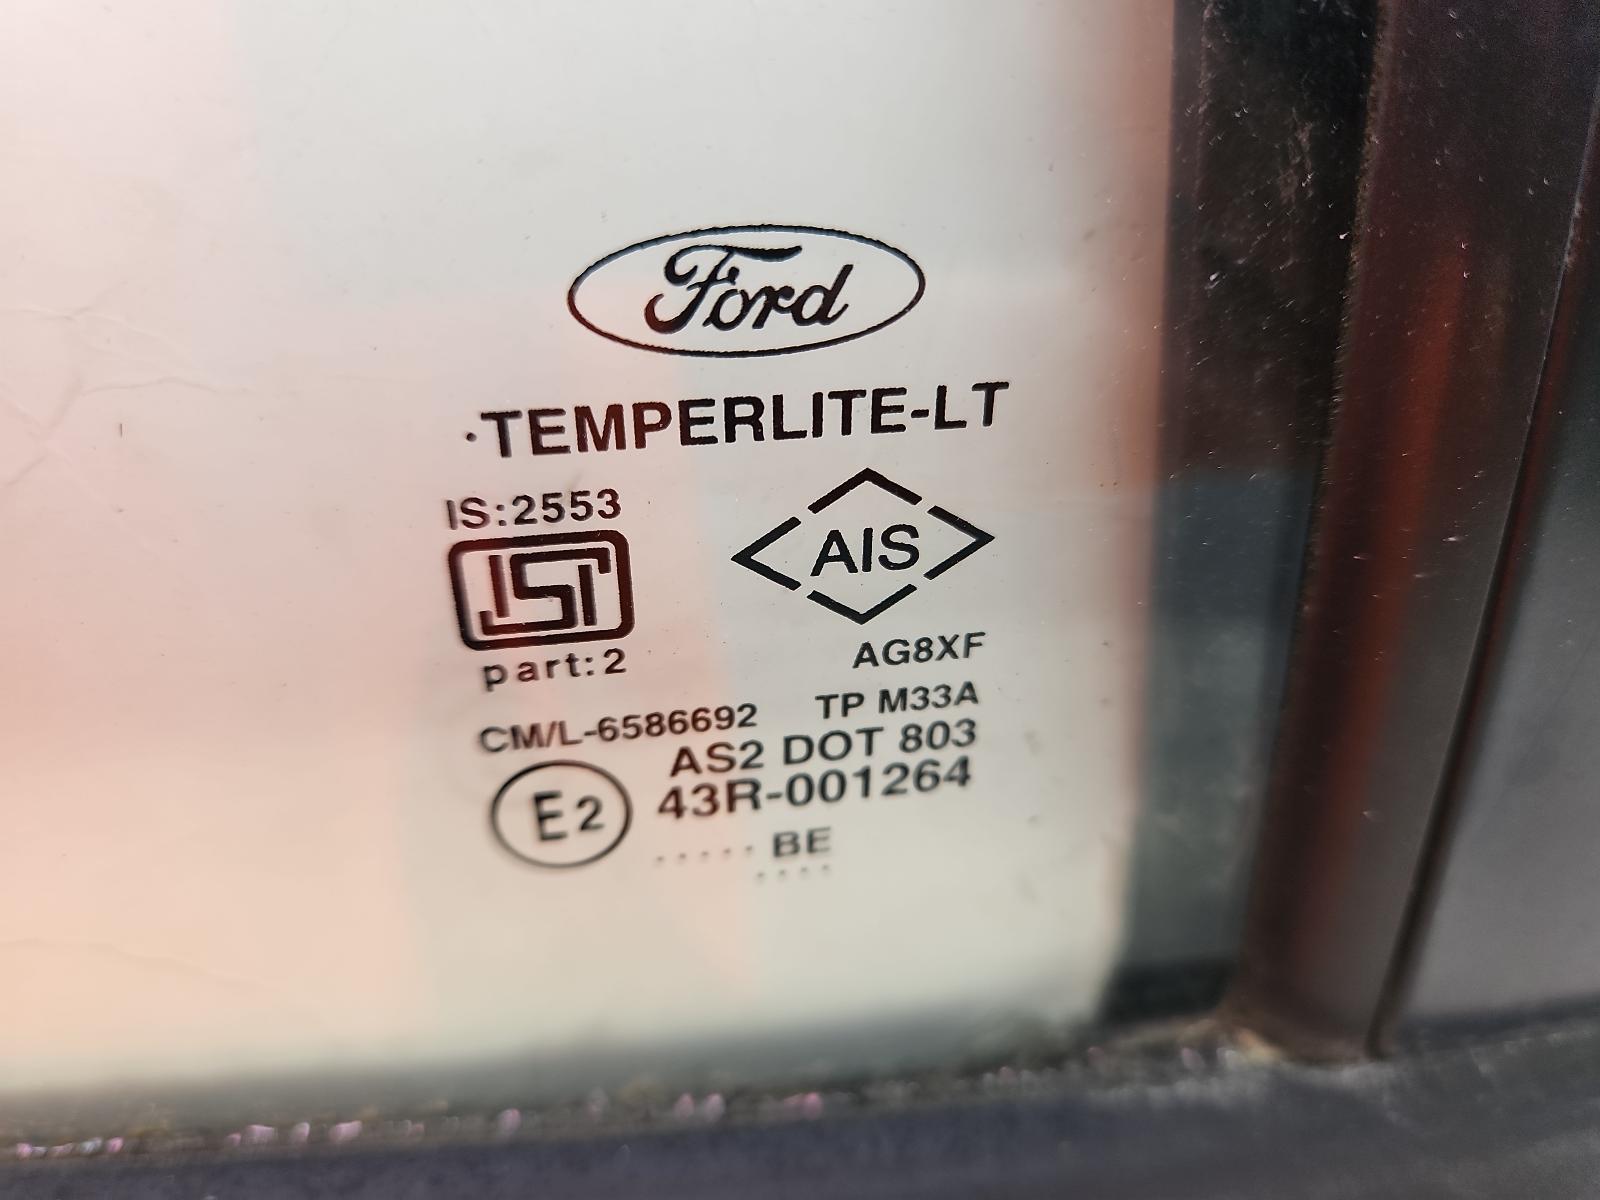 Ford
·TEMPERLITE-LT
IS:2553
ISI
part:2
AIS
AG8XF
CM/L-6586692 TP M33A
AS2 DOT 803
E2 43R-001264
.....BE
....